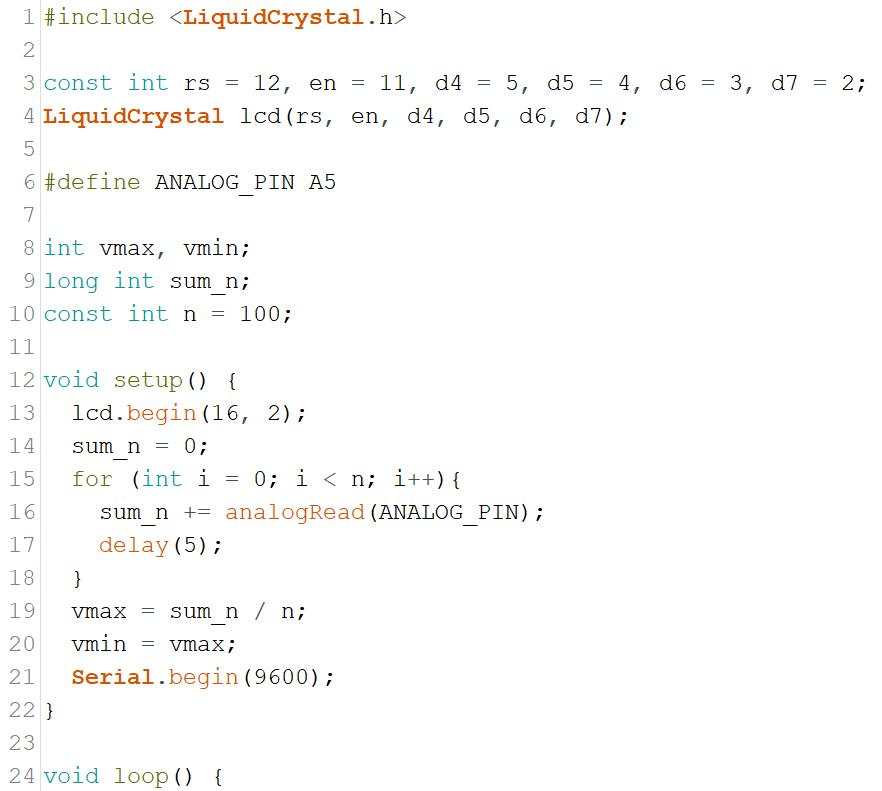 1 #include <LiquidCrystal.h>
2
3 const int rs = 12, en = 11, d4 = 5, d5 = 4, d6 = 3, d7 = 2;
4 LiquidCrystal lcd(rs, en, d4, d5, d6, d7);
5
6 #define ANALOG_PIN A5
7
8 int vmax, vmin;
9 long int sum_n;
10 const int n = 100;
11
12 void setup() {
13   lcd.begin(16, 2);
14   sum_n = 0;
15   for (int i = 0; i < n; i++){
16     sum_n += analogRead(ANALOG_PIN);
17     delay(5);
18   }
19   vmax = sum_n / n;
20   vmin = vmax;
21   Serial.begin(9600);
22 }
23
24 void loop() {